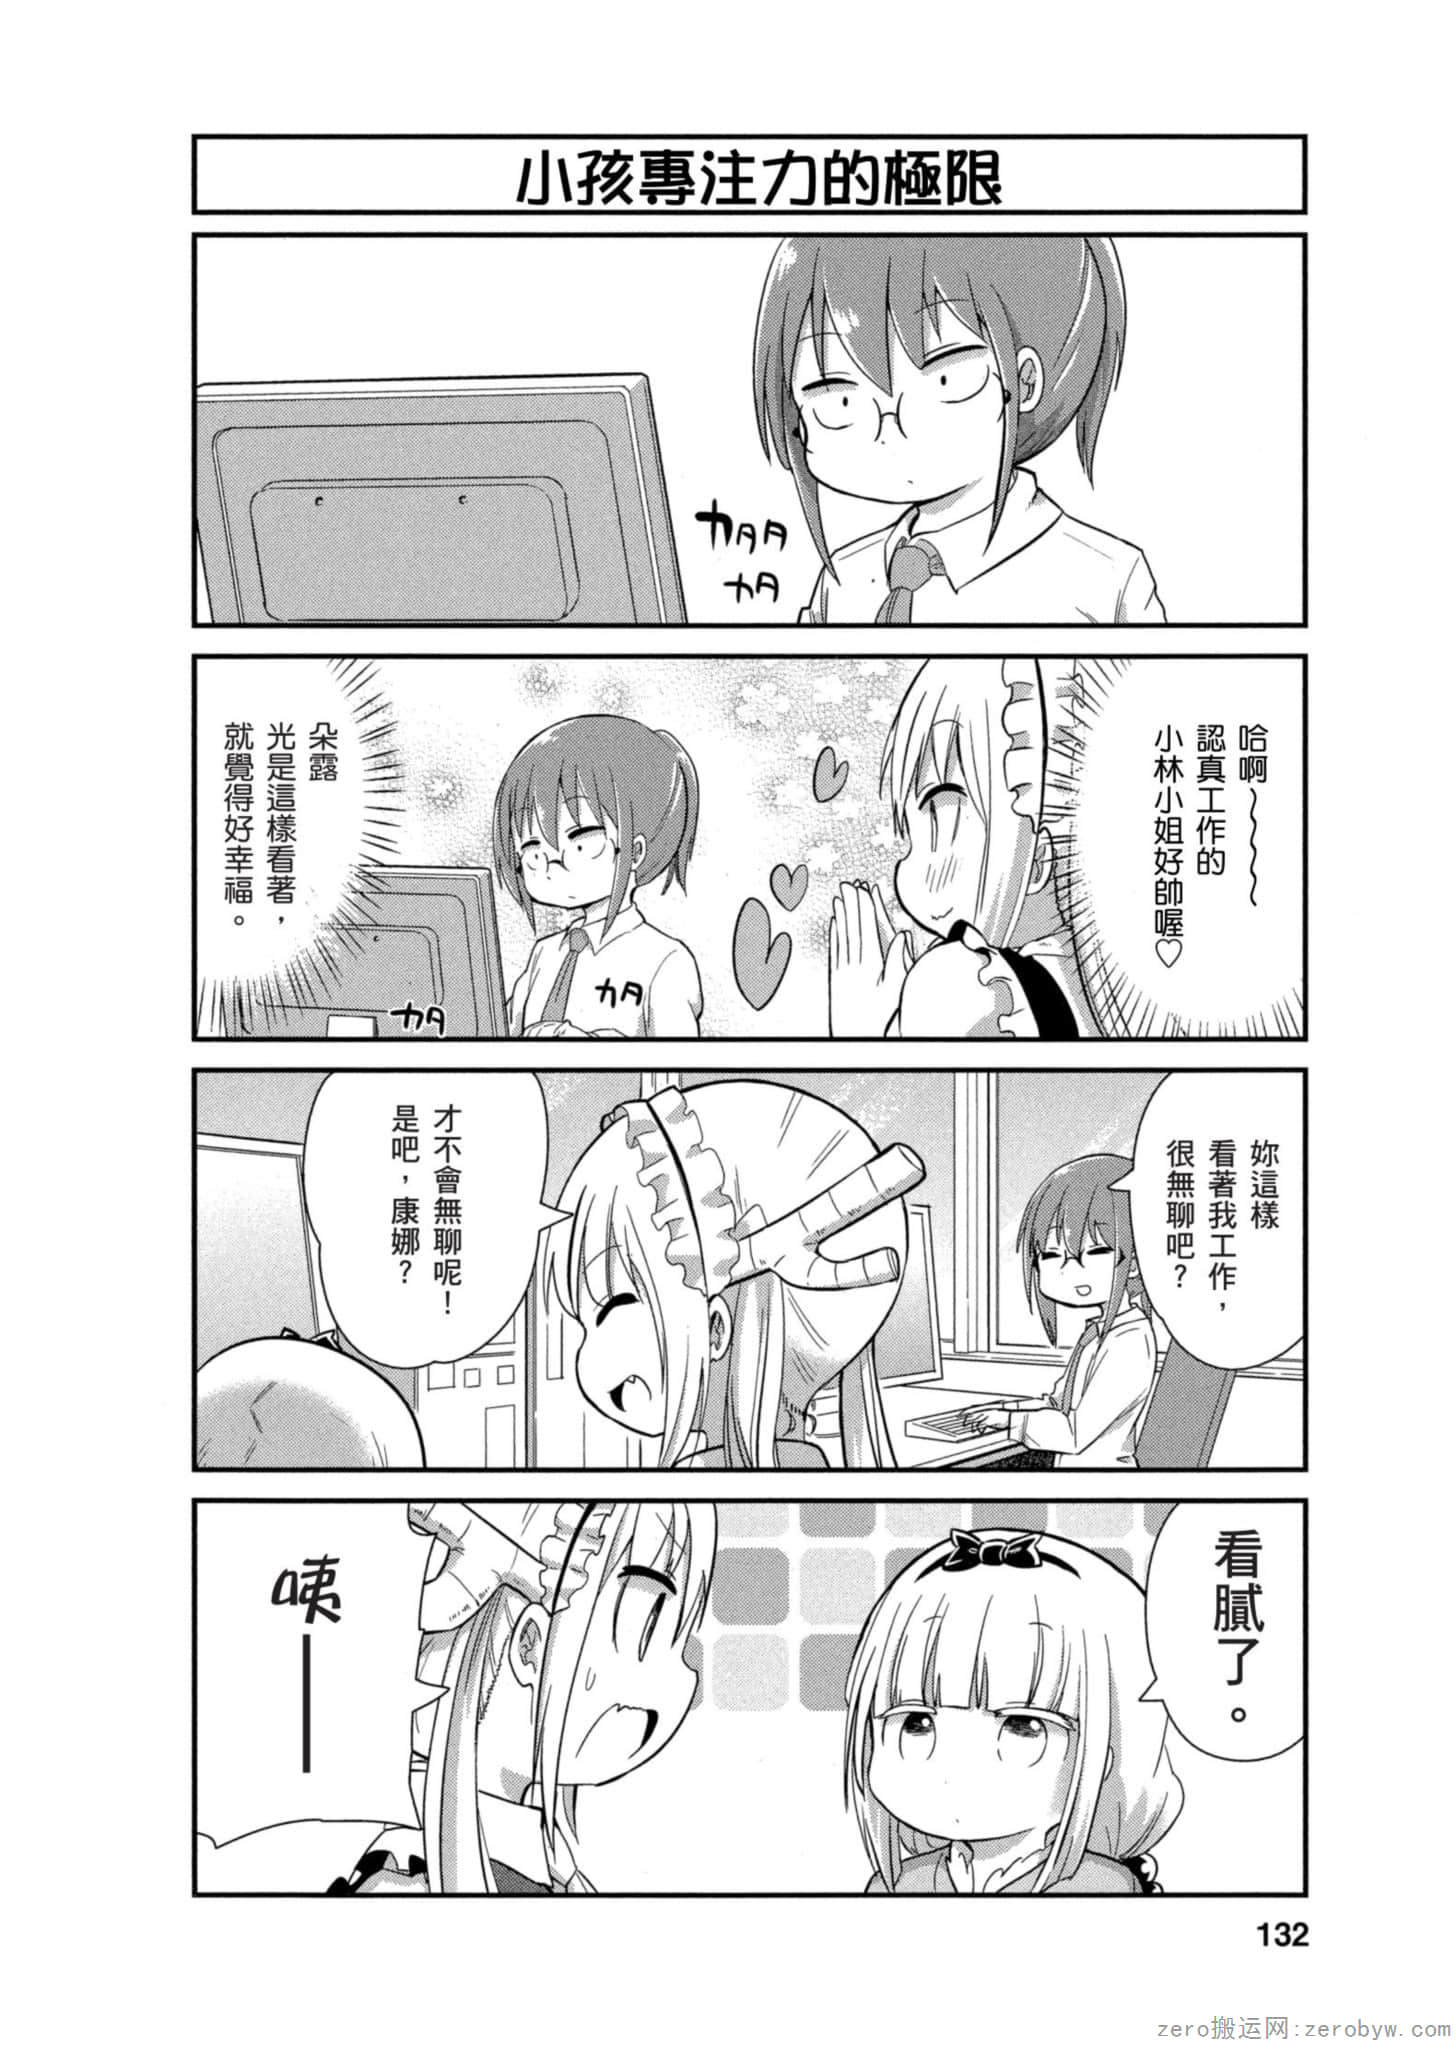 小孩專注力的極限
カタタ
カタ
哈啊~~~~
認真工作的
小林小姐好帥喔♡
朵露
光是這樣看著,
就覺得好幸福。
カタ
カタ
妳這樣
看著我工作,
很無聊吧?
才不會無聊呢!
是吧,康娜?
看膩了。
咦——
132
zero搬运网:zerobyw.com